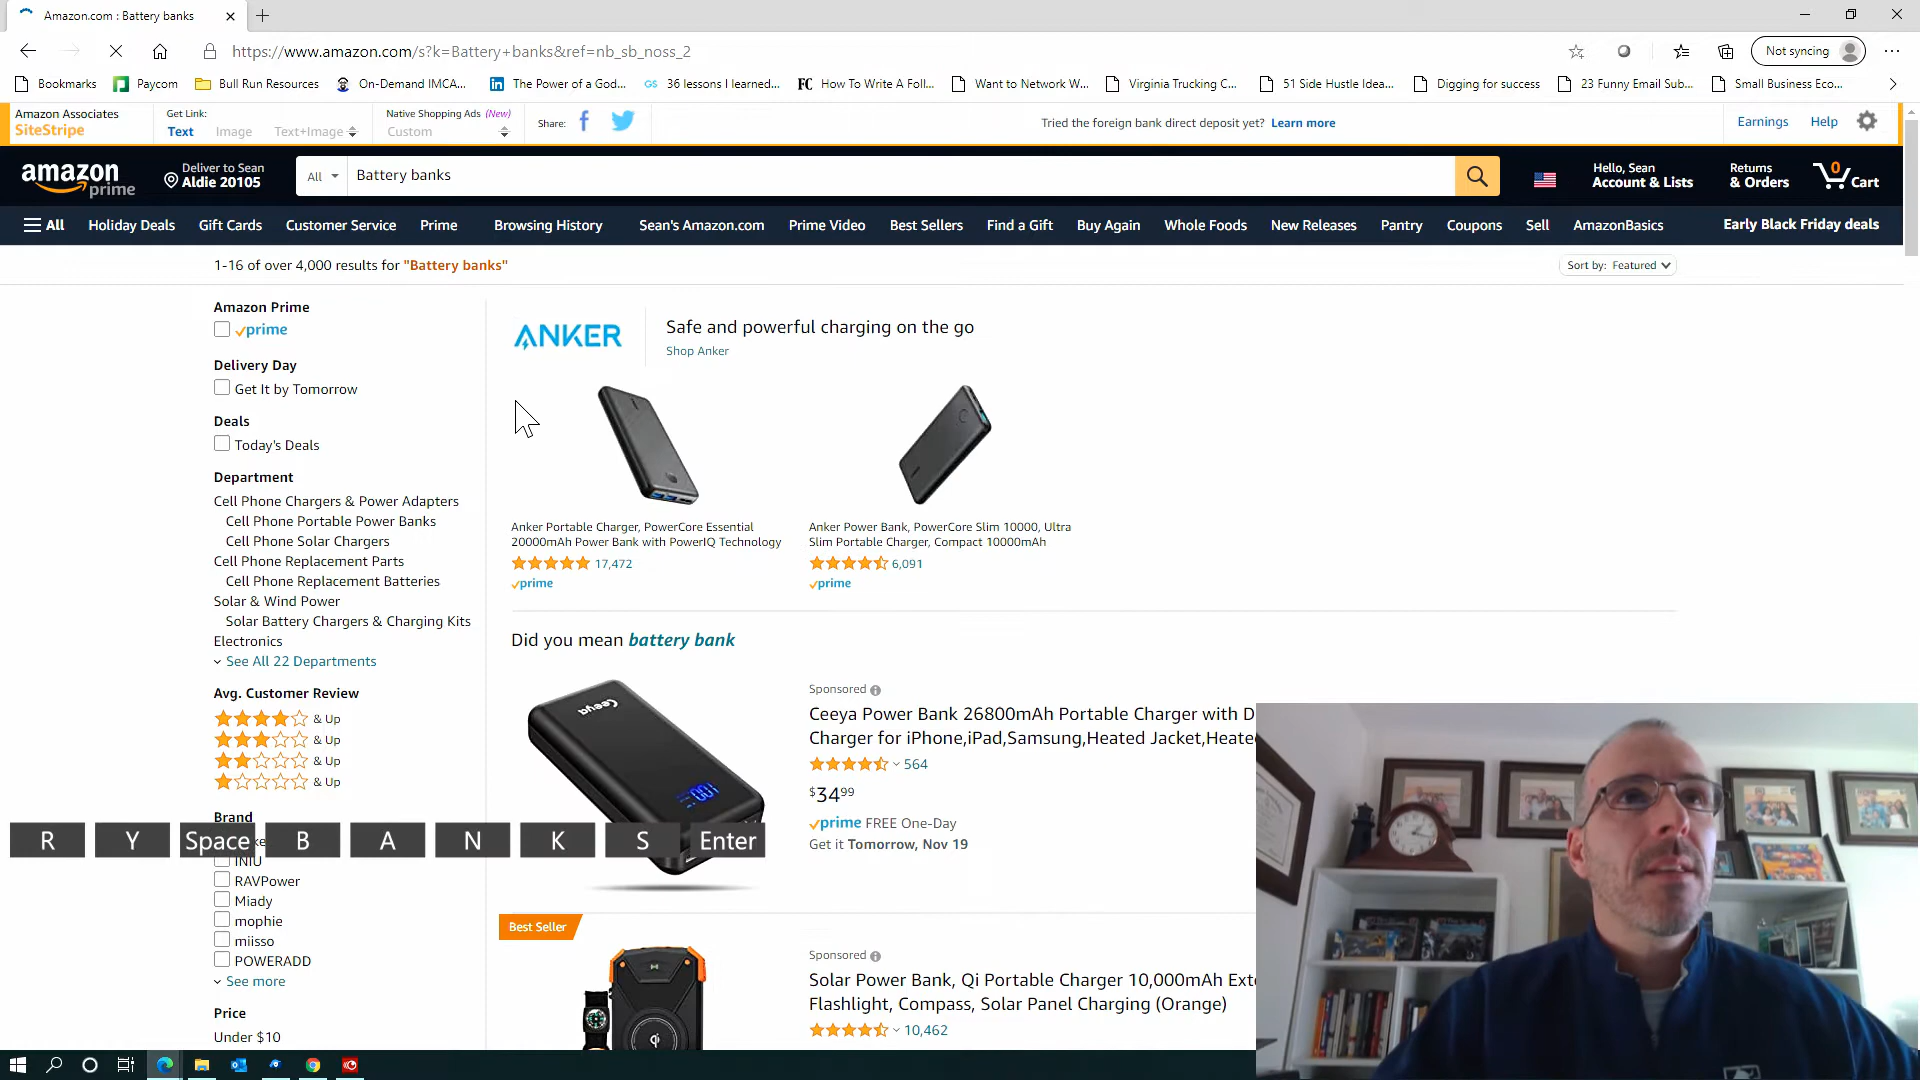 Amazon.com : Battery banks
https://www.amazon.com/s?k=Battery+banks&ref=nb_sb_noss_2
Not syncing
Bookmarks
Paycom
Bull Run Resources
On-Demand IMCA...
The Power of a God...
36 lessons I learned...
How To Write A Foll...
Want to Network W...
Virginia Trucking C...
51 Side Hustle Idea...
Digging for success
23 Funny Email Sub...
Small Business Eco...
Amazon Associates
SiteStripe
Get Link:
Text Image Text+Image
Native Shopping Ads (New)
Custom
Share:
Tried the foreign bank direct deposit yet? Learn more
Earnings Help
amazon prime
Deliver to Sean
Aldie 20105
All
Battery banks
Hello, Sean
Account & Lists
Returns
& Orders
0
Cart
All Holiday Deals Gift Cards Customer Service Prime Browsing History Sean's Amazon.com Prime Video Best Sellers Find a Gift Buy Again Whole Foods New Releases Pantry Coupons Sell AmazonBasics Early Black Friday deals
1-16 of over 4,000 results for "Battery banks"
Sort by: Featured
Amazon Prime
prime
Delivery Day
Get It by Tomorrow
Deals
Today's Deals
Department
Cell Phone Chargers & Power Adapters
Cell Phone Portable Power Banks
Cell Phone Solar Chargers
Cell Phone Replacement Parts
Cell Phone Replacement Batteries
Solar & Wind Power
Solar Battery Chargers & Charging Kits
Electronics
See All 22 Departments
Avg. Customer Review
& Up
& Up
& Up
& Up
Brand
INIU
RAVPower
Miady
mophie
miisso
POWERADD
See more
Price
Under $10
R Y Space B A N K S Enter
ANKER
Safe and powerful charging on the go
Shop Anker
Anker Portable Charger, PowerCore Essential
20000mAh Power Bank with PowerIQ Technology
17,472
prime
Anker Power Bank, PowerCore Slim 10000, Ultra
Slim Portable Charger, Compact 10000mAh
6,091
prime
Did you mean battery bank
Ceeya
100
Sponsored
Ceeya Power Bank 26800mAh Portable Charger with D
Charger for iPhone,iPad,Samsung,Heated Jacket,Heate
564
$34 99
prime FREE One-Day
Get it Tomorrow, Nov 19
Best Seller
Sponsored
Solar Power Bank, Qi Portable Charger 10,000mAh Exte
Flashlight, Compass, Solar Panel Charging (Orange)
10,462